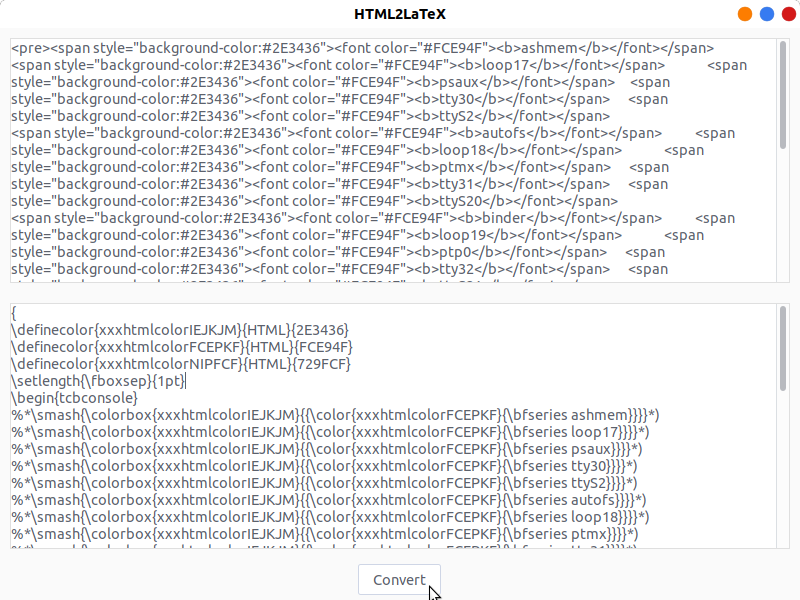 HTML2LaTeX
<pre><span style="background-color:#2E3436"><font color="#FCE94F"><b>ashmem</b></font></span>
<span style="background-color:#2E3436"><font color="#FCE94F"><b>loop17</b></font></span>          <span
style="background-color:#2E3436"><font color="#FCE94F"><b>psaux</b></font></span>    <span
style="background-color:#2E3436"><font color="#FCE94F"><b>tty30</b></font></span>    <span
style="background-color:#2E3436"><font color="#FCE94F"><b>ttyS2</b></font></span>
<span style="background-color:#2E3436"><font color="#FCE94F"><b>autofs</b></font></span>        <span
style="background-color:#2E3436"><font color="#FCE94F"><b>loop18</b></font></span>          <span
style="background-color:#2E3436"><font color="#FCE94F"><b>ptmx</b></font></span>     <span
style="background-color:#2E3436"><font color="#FCE94F"><b>tty31</b></font></span>    <span
style="background-color:#2E3436"><font color="#FCE94F"><b>ttyS20</b></font></span>
<span style="background-color:#2E3436"><font color="#FCE94F"><b>binder</b></font></span>        <span
style="background-color:#2E3436"><font color="#FCE94F"><b>loop19</b></font></span>          <span
style="background-color:#2E3436"><font color="#FCE94F"><b>ptp0</b></font></span>     <span
style="background-color:#2E3436"><font color="#FCE94F"><b>tty32</b></font></span>    <span
{
\definecolor{xxxhtmlcolorIEJKJM}{HTML}{2E3436}
\definecolor{xxxhtmlcolorFCEPKF}{HTML}{FCE94F}
\definecolor{xxxhtmlcolorNIPFCF}{HTML}{729FCF}
\setlength{\fboxsep}{1pt}
\begin{tcbconsole}
%*\smash{\colorbox{xxxhtmlcolorIEJKJM}{{\color{xxxhtmlcolorFCEPKF}{\bfseries ashmem}}}}*)
%*\smash{\colorbox{xxxhtmlcolorIEJKJM}{{\color{xxxhtmlcolorFCEPKF}{\bfseries loop17}}}}*)
%*\smash{\colorbox{xxxhtmlcolorIEJKJM}{{\color{xxxhtmlcolorFCEPKF}{\bfseries psaux}}}}*)
%*\smash{\colorbox{xxxhtmlcolorIEJKJM}{{\color{xxxhtmlcolorFCEPKF}{\bfseries tty30}}}}*)
%*\smash{\colorbox{xxxhtmlcolorIEJKJM}{{\color{xxxhtmlcolorFCEPKF}{\bfseries ttyS2}}}}*)
%*\smash{\colorbox{xxxhtmlcolorIEJKJM}{{\color{xxxhtmlcolorFCEPKF}{\bfseries autofs}}}}*)
%*\smash{\colorbox{xxxhtmlcolorIEJKJM}{{\color{xxxhtmlcolorFCEPKF}{\bfseries loop18}}}}*)
%*\smash{\colorbox{xxxhtmlcolorIEJKJM}{{\color{xxxhtmlcolorFCEPKF}{\bfseries ptmx}}}}*)
Convert